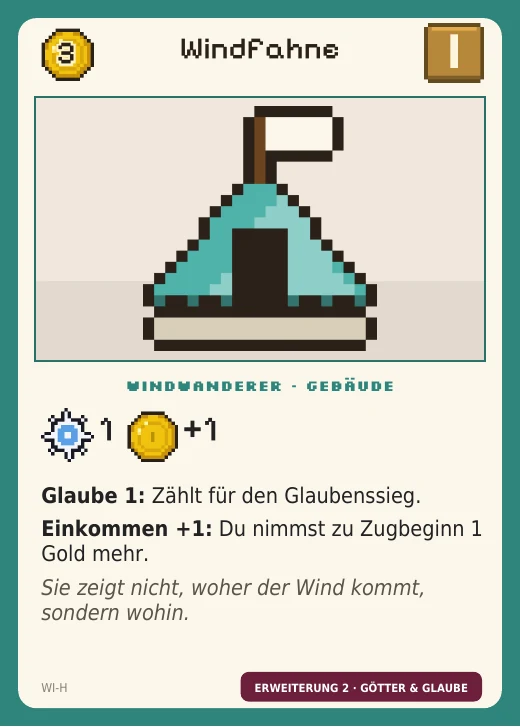 3
Windfahne
1
WINDWANDERER - GEBÄUDE
1
+1
Glaube 1: Zählt für den Glaubenssieg.
Einkommen +1: Du nimmst zu Zugbeginn 1
Gold mehr.
Sie zeigt nicht, woher der Wind kommt,
sondern wohin.
WI-H
ERWEITERUNG 2 · GÖTTER & GLAUBE